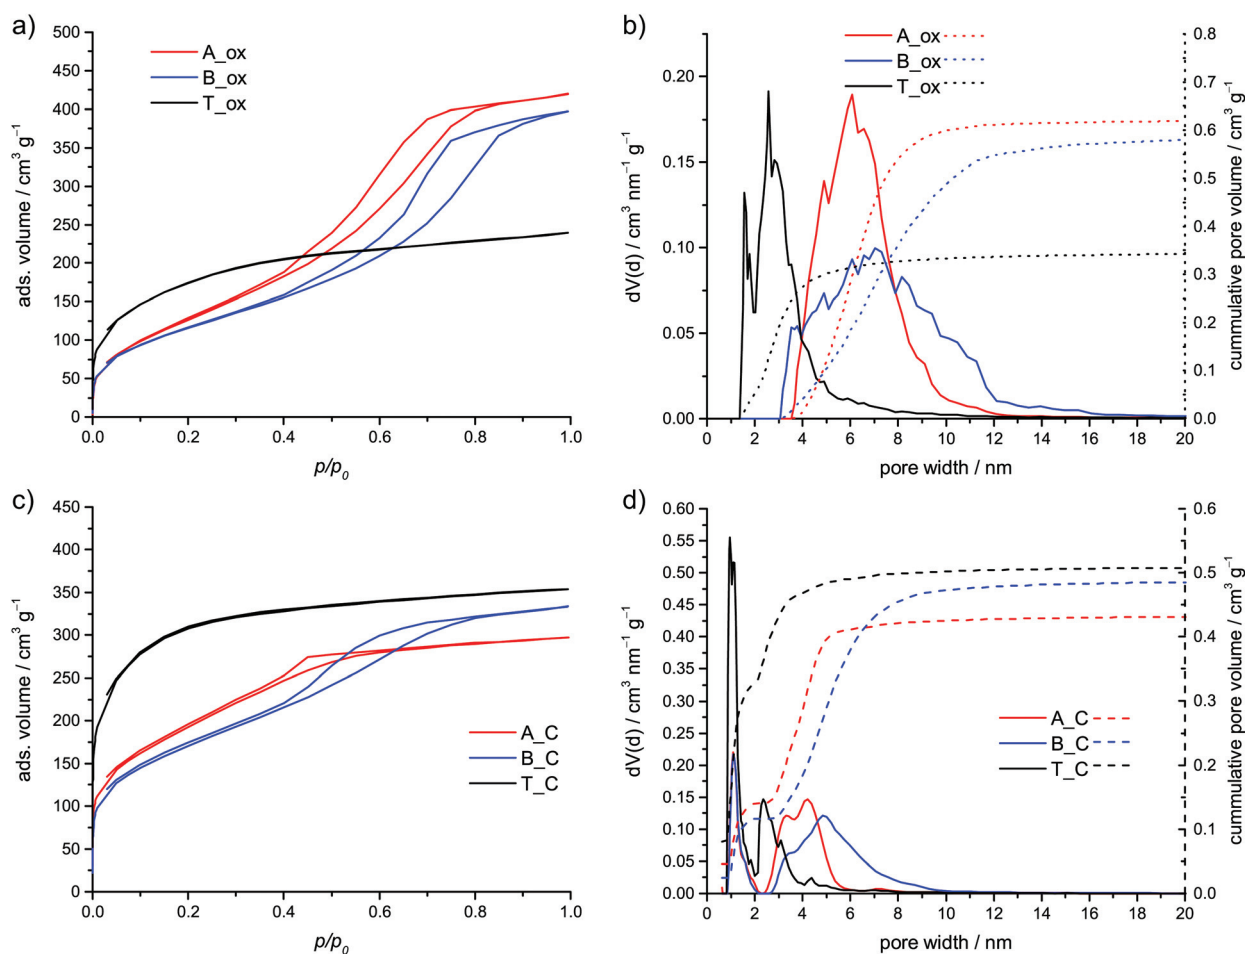 a)
500
450
400
350
300
250
200
150
100
50
0
ads. volume / cm³ g⁻¹
A_ox
B_ox
T_ox
0.0 0.2 0.4 0.6 0.8 1.0
p/p₀
b)
A_ox
B_ox
T_ox
0.20
0.15
0.10
0.05
0.00
dV(d) / cm³ nm⁻¹ g⁻¹
0.8
0.7
0.6
0.5
0.4
0.3
0.2
0.1
0.0
cummulative pore volume / cm³ g⁻¹
0 2 4 6 8 10 12 14 16 18 20
pore width / nm
c)
450
400
350
300
250
200
150
100
50
0
ads. volume / cm³ g⁻¹
A_C
B_C
T_C
0.0 0.2 0.4 0.6 0.8 1.0
p/p₀
d)
0.60
0.55
0.50
0.45
0.40
0.35
0.30
0.25
0.20
0.15
0.10
0.05
0.00
dV(d) / cm³ nm⁻¹ g⁻¹
A_C
B_C
T_C
0.6
0.5
0.4
0.3
0.2
0.1
0.0
cummulative pore volume / cm³ g⁻¹
0 2 4 6 8 10 12 14 16 18 20
pore width / nm